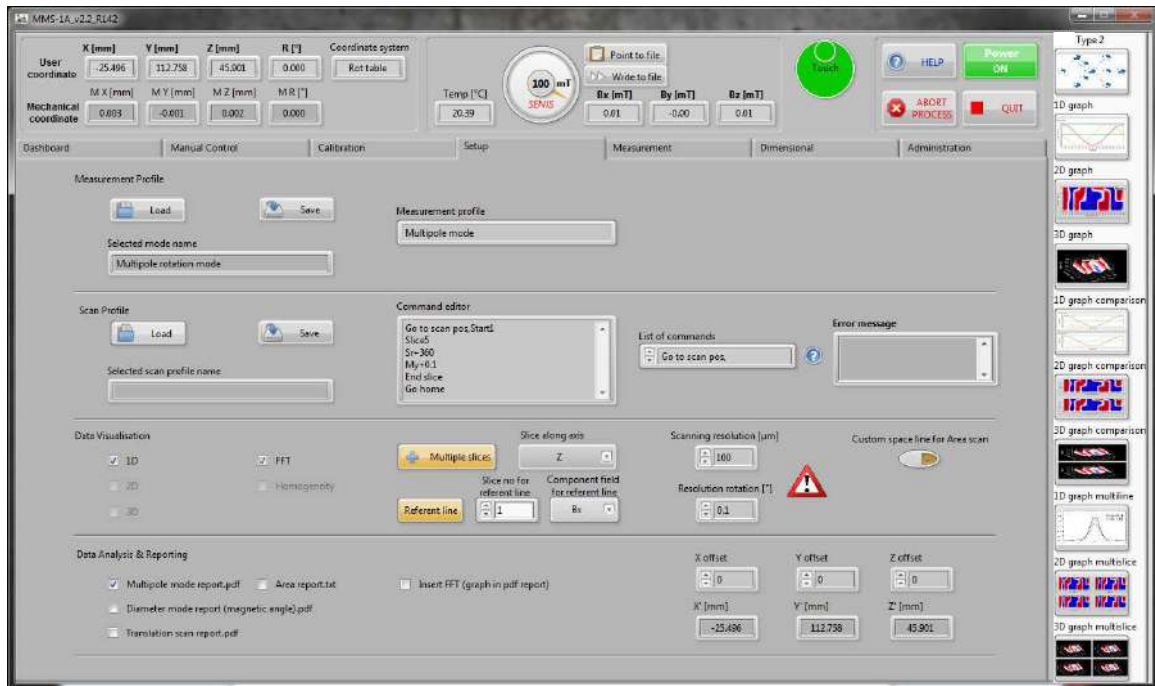 MMS-1A_v2.2_RL42
X [mm] Y [mm] Z [mm] R [°] Coordinate system
User coordinate -25.496 112.758 45.901 0.000 Rot table
M X [mm] M Y [mm] M Z [mm] M R [°]
Mechanical coordinate 0.003 -0.001 0.002 0.000
Temp [°C]
20.39
100 mT
SENIS
Point to file
Write to file
Bx [mT] By [mT] Bz [mT]
0.01 -0.00 0.01
Touch
HELP
Power ON
ABORT PROCESS
QUIT
Dashboard Manual Control Calibration Setup Measurement Dimensional Administration
Measurement Profile
Load Save
Selected mode name
Multipole rotation mode
Measurement profile
Multipole mode
Scan Profile
Load Save
Selected scan profile name
Command editor
Go to scan pos,Start1
Slice5
Sr=360
My+0.1
End slice
Go home
List of commands
Go to scan pos,
Error message
Data Visualisation
1D FFT
2D Homogenity
3D
Multiple slices
Slice along axis
Z
Referent line
Slice no for referent line
1
Component field for referent line
Bx
Scanning resolution [µm]
100
Resolution rotation [°]
0.1
Custom space line for Area scan
Data Analysis & Reporting
Multipole mode report.pdf Area report.txt Insert FFT (graph in pdf report)
Diameter mode report (magnetic angle).pdf
Translation scan report.pdf
X offset Y offset Z offset
0 0 0
X' [mm] Y' [mm] Z' [mm]
-25.496 112.758 45.901
Type 2
1D graph
2D graph
3D graph
1D graph comparison
2D graph comparison
3D graph comparison
1D graph multiline
2D graph multislice
3D graph multislice